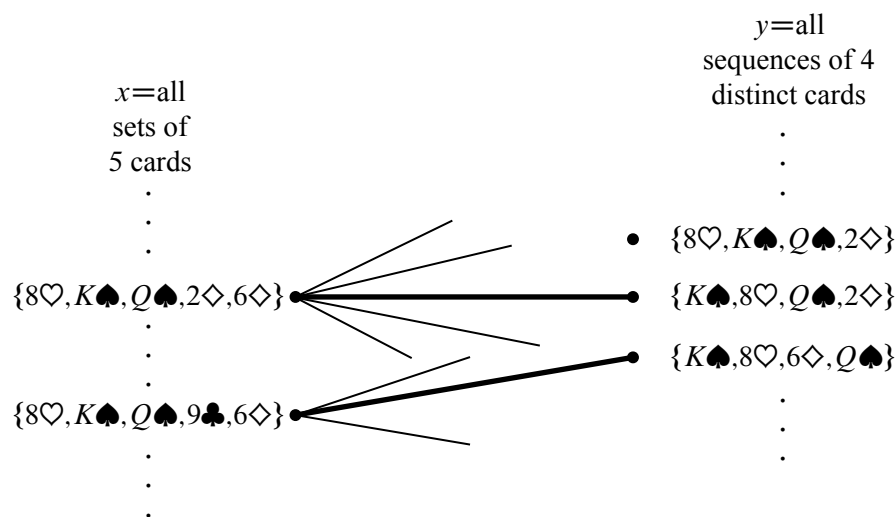 x=all
sets of
5 cards
{8♡,K♠,Q♠,2♢,6♢}
{8♡,K♠,Q♠,9♣,6♢}
y=all
sequences of 4
distinct cards
{8♡,K♠,Q♠,2♢}
{K♠,8♡,Q♠,2♢}
{K♠,8♡,6♢,Q♠}